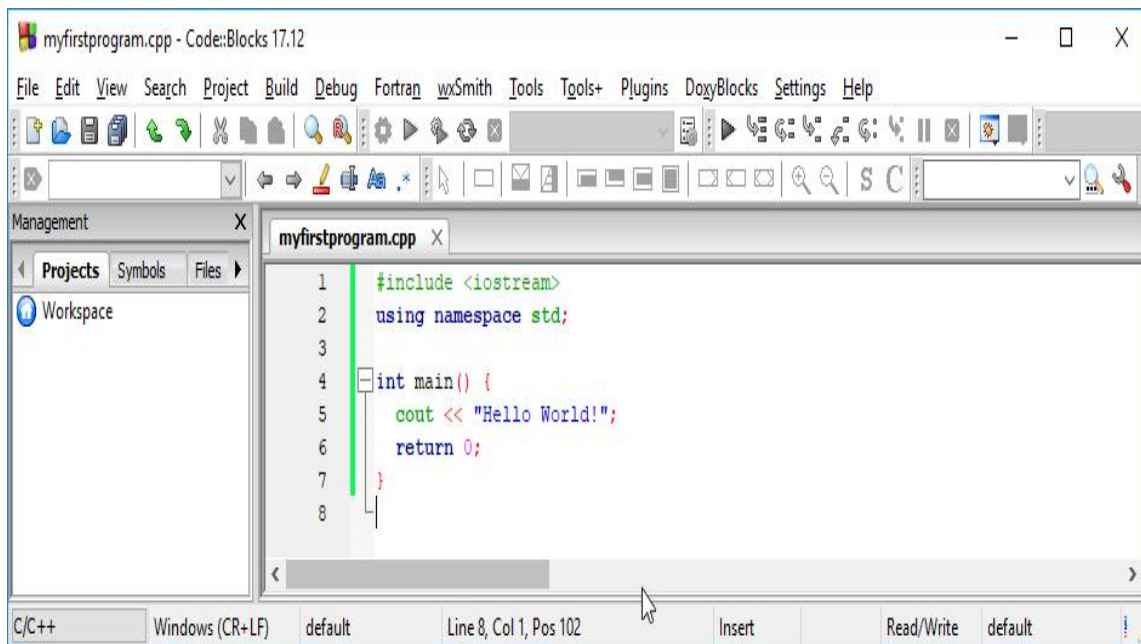 myfirstprogram.cpp - Code::Blocks 17.12
File Edit View Search Project Build Debug Fortran wxSmith Tools Tools+ Plugins DoxyBlocks Settings Help
S C
Management X
Projects Symbols Files
Workspace
myfirstprogram.cpp X
1 #include <iostream>
2 using namespace std;
3
4 int main() {
5   cout << "Hello World!";
6   return 0;
7 }
8
C/C++ Windows (CR+LF) default Line 8, Col 1, Pos 102 Insert Read/Write default